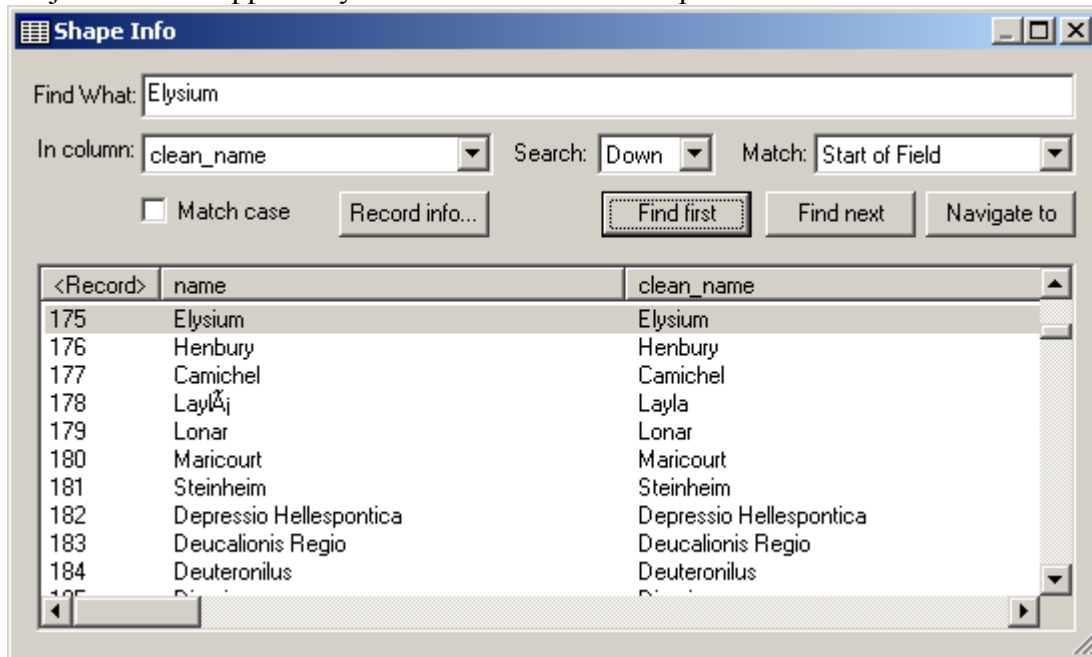 Shape Info
Find What: Elysium
In column: clean_name Search: Down Match: Start of Field
Match case Record info... Find first Find next Navigate to
<Record> name clean_name
175 Elysium Elysium
176 Henbury Henbury
177 Camichel Camichel
178 LaylÃ¡ Layla
179 Lonar Lonar
180 Maricourt Maricourt
181 Steinheim Steinheim
182 Depressio Hellespontica Depressio Hellespontica
183 Deucalionis Regio Deucalionis Regio
184 Deuteronilus Deuteronilus